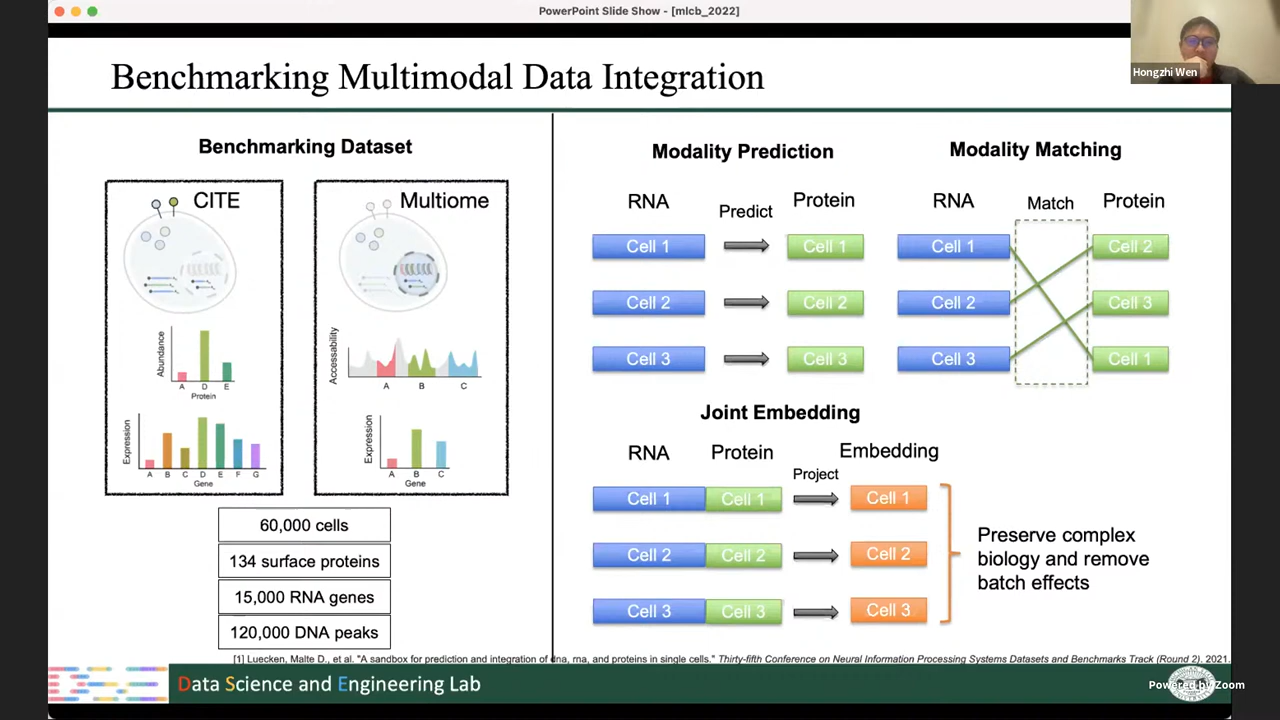 PowerPoint Slide Show - [mlcb_2022]
Hongzhi Wen
Benchmarking Multimodal Data Integration
Benchmarking Dataset
CITE
Abundance
A D E
Protein
Expression
A B C D E F G
Gene
Multiome
Accessability
A B C
Expression
A B C
Gene
60,000 cells
134 surface proteins
15,000 RNA genes
120,000 DNA peaks
Modality Prediction
RNA Predict Protein
Cell 1 Cell 1
Cell 2 Cell 2
Cell 3 Cell 3
Modality Matching
RNA Match Protein
Cell 1 Cell 2
Cell 2 Cell 3
Cell 3 Cell 1
Joint Embedding
RNA Protein Project Embedding
Cell 1 Cell 1 Cell 1
Cell 2 Cell 2 Cell 2
Cell 3 Cell 3 Cell 3
Preserve complex
biology and remove
batch effects
[1] Luecken, Malte D., et al. "A sandbox for prediction and integration of dna, rna, and proteins in single cells." Thirty-fifth Conference on Neural Information Processing Systems Datasets and Benchmarks Track (Round 2). 2021.
Data Science and Engineering Lab
Powered by Zoom